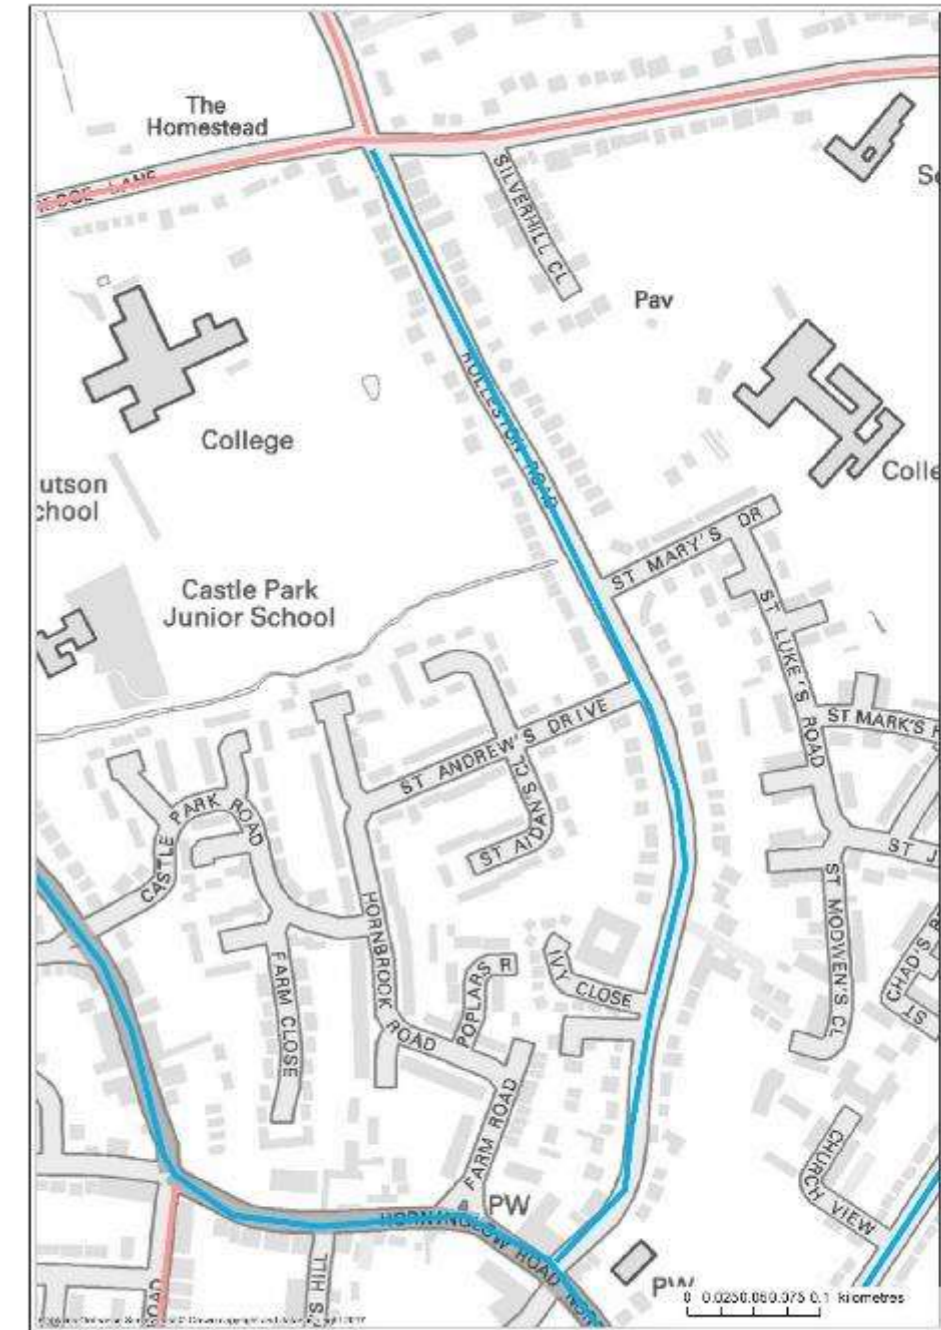 The
Homestead
LANE
SILVERHILL CL
Pav
ROLLESTON ROAD
College
Castle Park
Junior School
ST MARY'S DR
ST LUKE'S ROAD
ST MARK'S
ST ANDREW'S DRIVE
ST AIDAN'S CL
CASTLE PARK ROAD
HORNBROOK ROAD
FARM CLOSE
POPLARS R
IVY CLOSE
ST MODWEN'S CL
ST CHAD'S
FARM ROAD
CHURCH VIEW
PW
HORNINGLOW ROAD
PW
0 0.025 0.05 0.075 0.1 kilometres